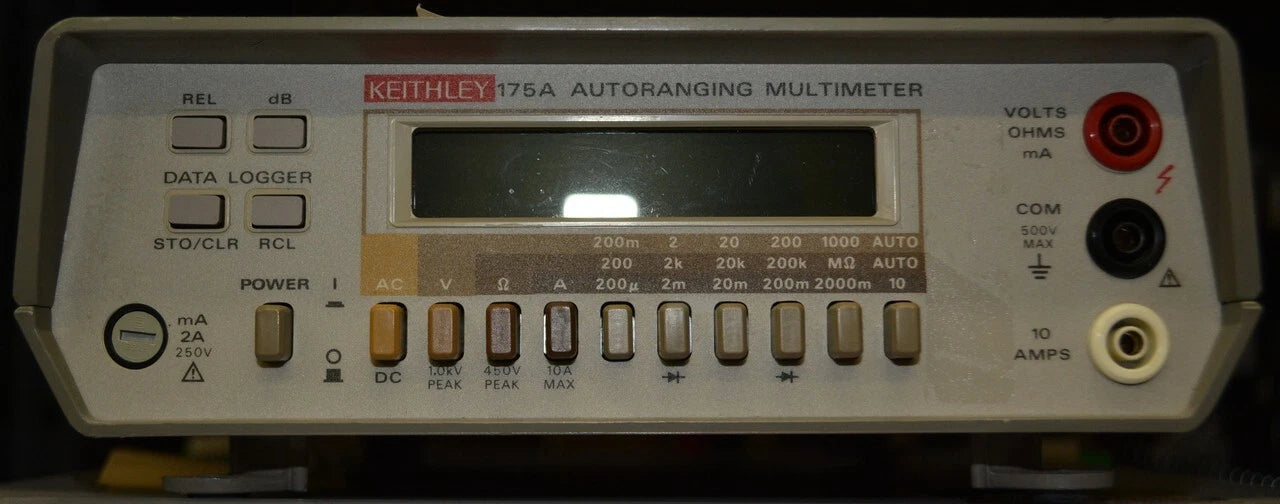 KEITHLEY 175A AUTORANGING MULTIMETER
REL dB
DATA LOGGER
STO/CLR RCL
POWER I
O
mA
2A
250V
200m 2 20 200 1000 AUTO
200 2k 20k 200k MΩ AUTO
AC V Ω A 200μ 2m 20m 200m 2000m 10
DC 1.0kV PEAK 450V PEAK 10A MAX
VOLTS
OHMS
mA
COM
500V
MAX
10
AMPS